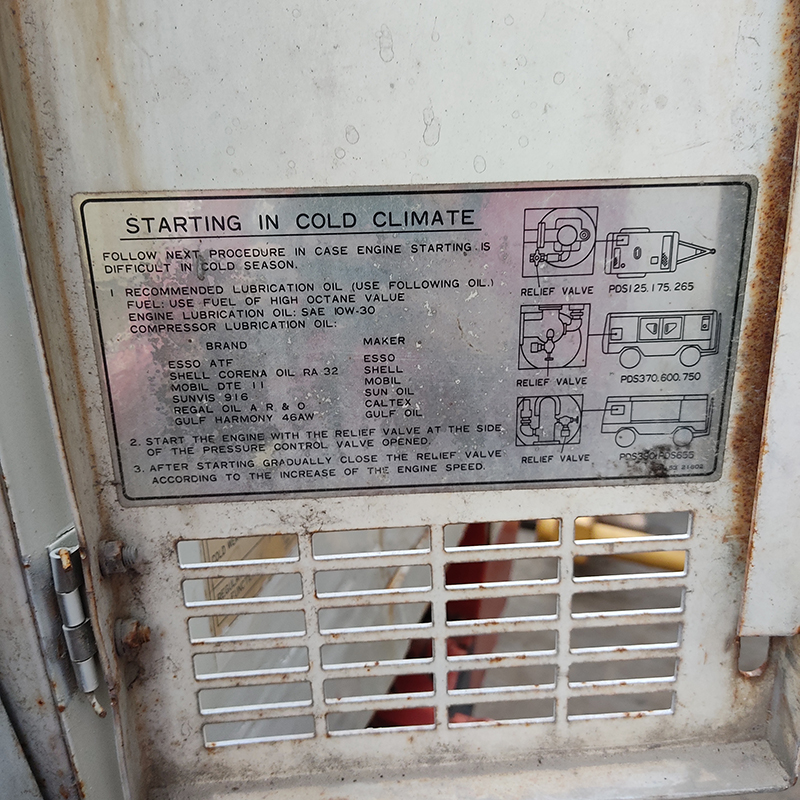 STARTING IN COLD CLIMATE
FOLLOW NEXT PROCEDURE IN CASE ENGINE STARTING IS
DIFFICULT IN COLD SEASON.
1 RECOMMENDED LUBRICATION OIL (USE FOLLOWING OIL.)
FUEL: USE FUEL OF HIGH OCTANE VALUE
ENGINE LUBRICATION OIL: SAE 10W-30
COMPRESSOR LUBRICATION OIL:
BRAND MAKER
ESSO ATF ESSO
SHELL CORENA OIL RA 32 SHELL
MOBIL DTE 11 MOBIL
SUNVIS 916 SUN OIL
REGAL OIL A R & O CALTEX
GULF HARMONY 46AW GULF OIL
2. START THE ENGINE WITH THE RELIEF VALVE AT THE SIDE
OF THE PRESSURE CONTROL VALVE OPENED.
3. AFTER STARTING GRADUALLY CLOSE THE RELIEF VALVE
ACCORDING TO THE INCREASE OF THE ENGINE SPEED.
RELIEF VALVE PDS125.175.265
RELIEF VALVE PDS370.600.750
RELIEF VALVE